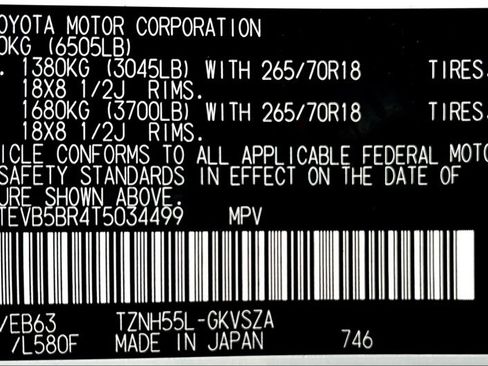 OYOTA MOTOR CORPORATION
0KG (6505LB)
. 1380KG (3045LB) WITH 265/70R18 TIRES.
18X8 1/2J RIMS.
1680KG (3700LB) WITH 265/70R18 TIRES.
18X8 1/2J RIMS.
ICLE CONFORMS TO ALL APPLICABLE FEDERAL MOTO
SAFETY STANDARDS IN EFFECT ON THE DATE OF
URE SHOWN ABOVE.
TEVB5BR4T5034499 MPV
/EB63 TZNH55L-GKVSZA
/L580F MADE IN JAPAN 746